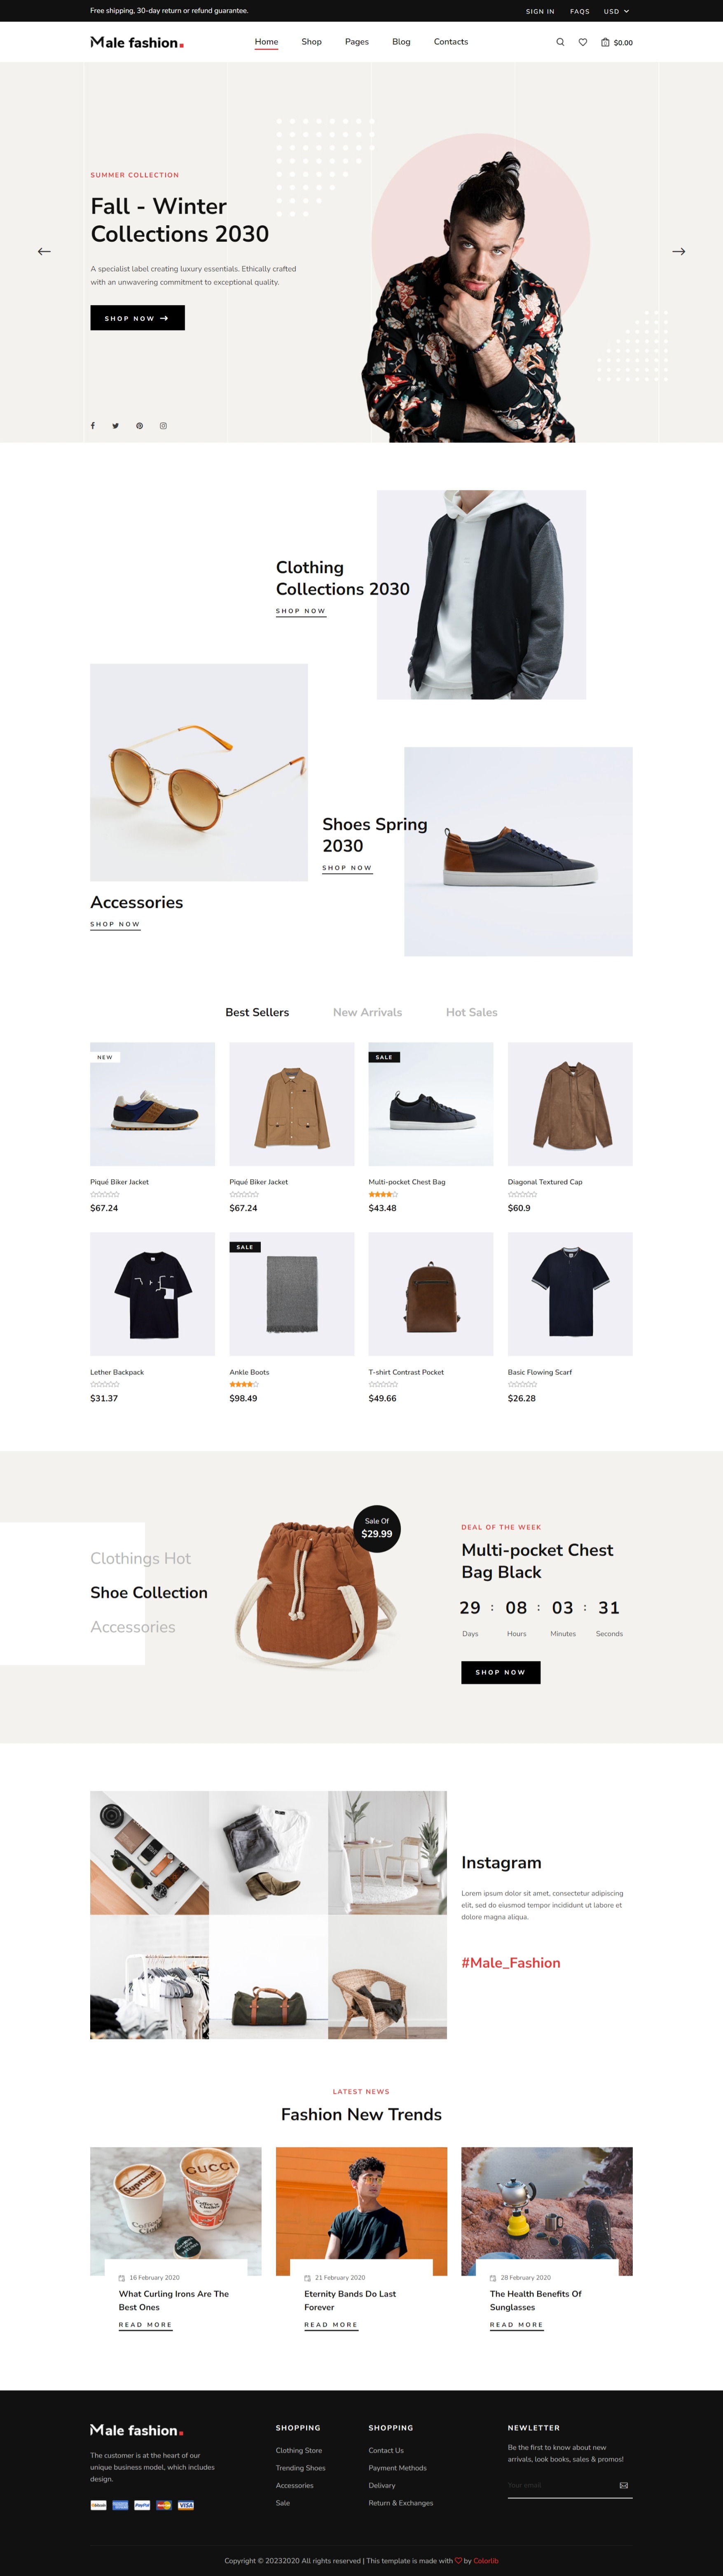 Free shipping, 30-day return or refund guarantee.
SIGN IN
FAQS
USD
Male fashion.
Home
Shop
Pages
Blog
Contacts
$0.00
SUMMER COLLECTION
Fall - Winter
Collections 2030
A specialist label creating luxury essentials. Ethically crafted
with an unwavering commitment to exceptional quality.
SHOP NOW
Clothing
Collections 2030
SHOP NOW
Shoes Spring
2030
SHOP NOW
Accessories
SHOP NOW
Best Sellers
New Arrivals
Hot Sales
NEW
SALE
Piqué Biker Jacket
$67.24
Piqué Biker Jacket
$67.24
Multi-pocket Chest Bag
$43.48
Diagonal Textured Cap
$60.9
SALE
Lether Backpack
$31.37
Ankle Boots
$98.49
T-shirt Contrast Pocket
$49.66
Basic Flowing Scarf
$26.28
Clothings Hot
Shoe Collection
Accessories
Sale Of
$29.99
DEAL OF THE WEEK
Multi-pocket Chest
Bag Black
29 : 08 : 03 : 31
Days Hours Minutes Seconds
SHOP NOW
Instagram
Lorem ipsum dolor sit amet, consectetur adipiscing
elit, sed do eiusmod tempor incididunt ut labore et
dolore magna aliqua.
#Male_Fashion
LATEST NEWS
Fashion New Trends
Supreme
GUCCI
16 February 2020
What Curling Irons Are The
Best Ones
READ MORE
21 February 2020
Eternity Bands Do Last
Forever
READ MORE
28 February 2020
The Health Benefits Of
Sunglasses
READ MORE
Male fashion.
The customer is at the heart of our
unique business model, which includes
design.
PayPal
VISA
SHOPPING
Clothing Store
Trending Shoes
Accessories
Sale
SHOPPING
Contact Us
Payment Methods
Delivary
Return & Exchanges
NEWLETTER
Be the first to know about new
arrivals, look books, sales & promos!
Your email
Copyright © 20232020 All rights reserved | This template is made with by Colorlib